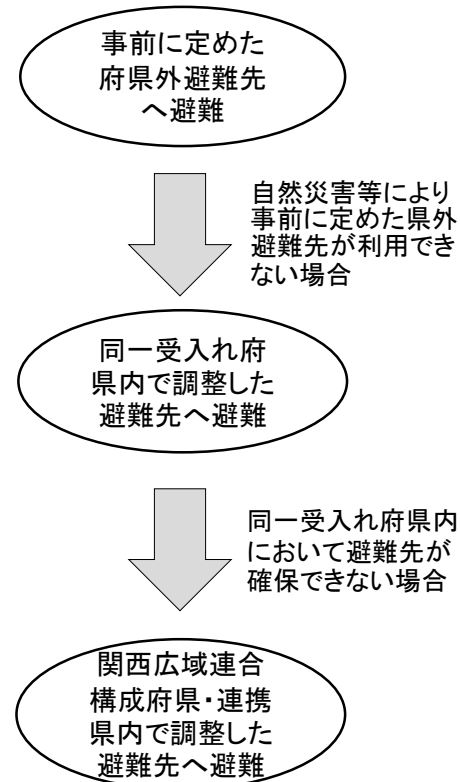 事前に定めた
府県外避難先
へ避難
自然災害等により
事前に定めた県外
避難先が利用でき
ない場合
同一受入れ府
県内で調整した
避難先へ避難
同一受入れ府県内
において避難先が
確保できない場合
関西広域連合
構成府県・連携
県内で調整した
避難先へ避難